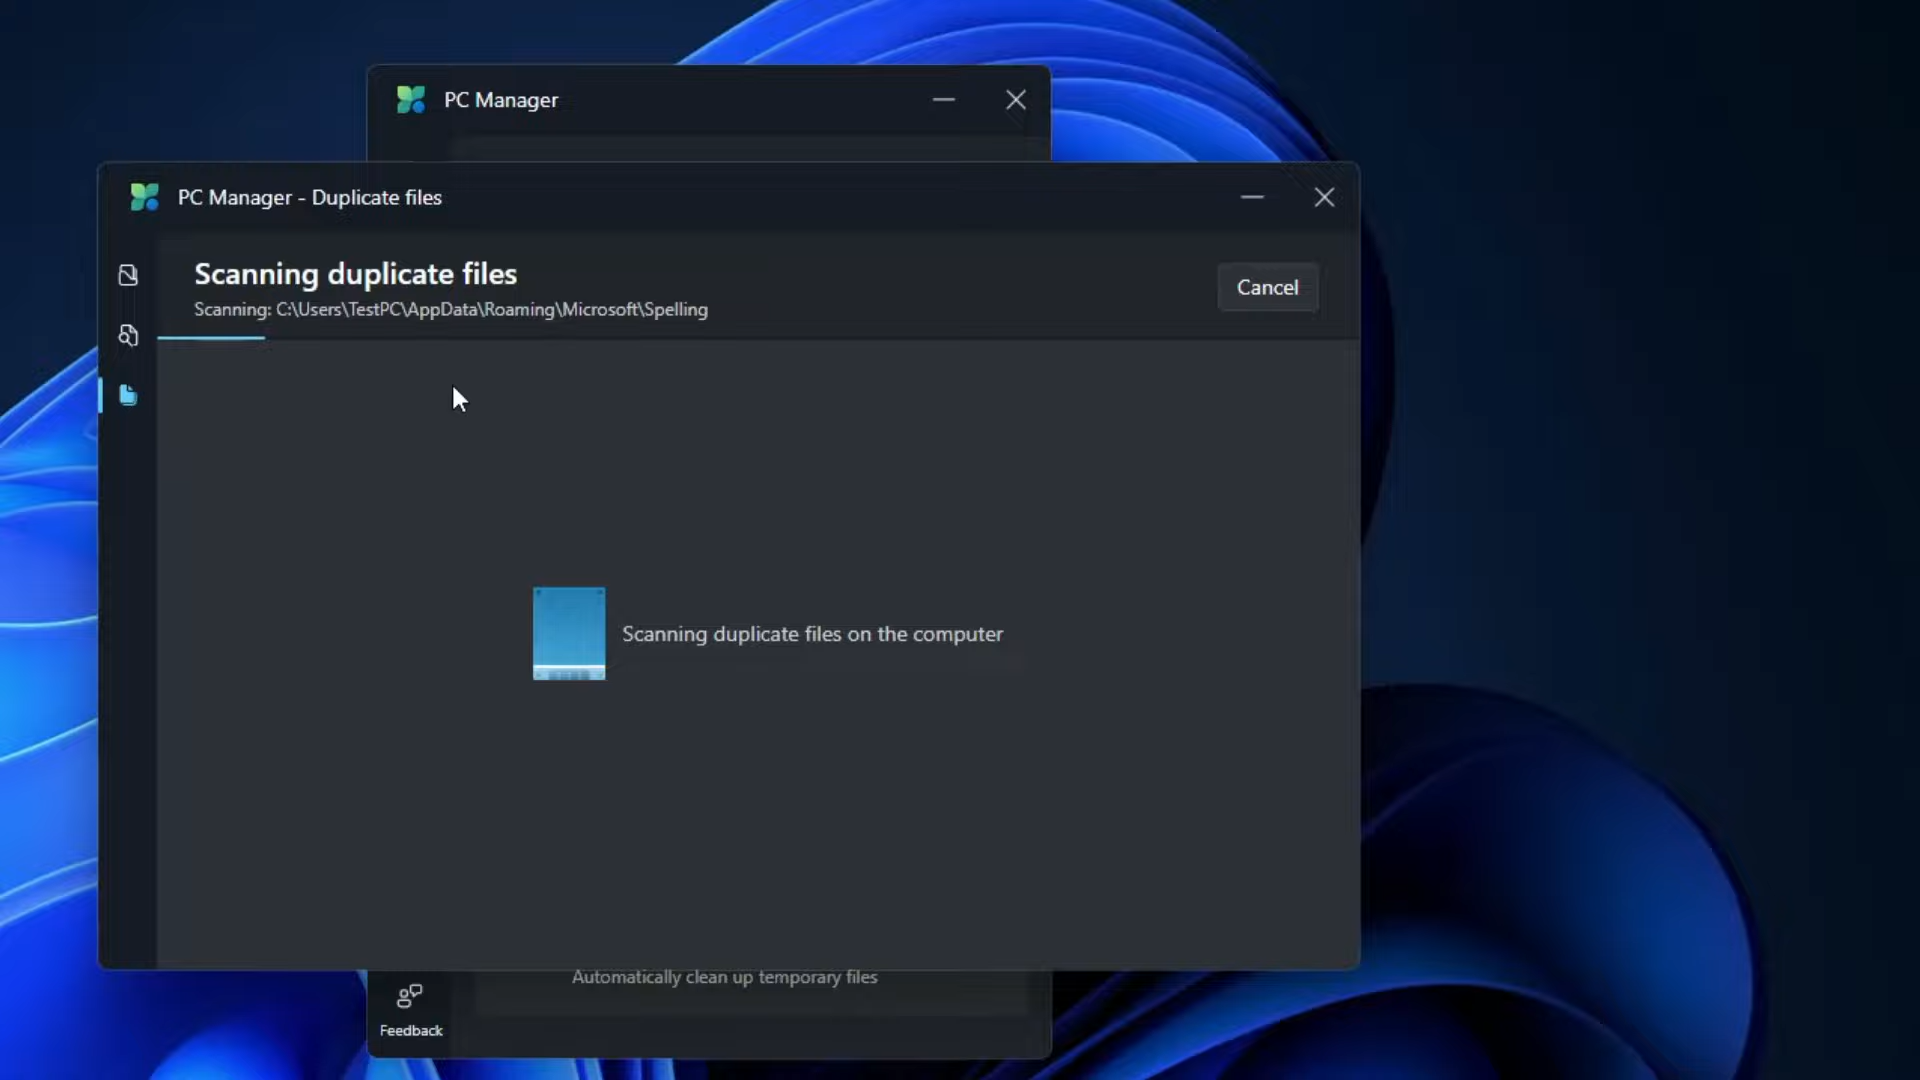 PC Manager
PC Manager - Duplicate files
Scanning duplicate files
Scanning: C:\Users\TestPC\AppData\Roaming\Microsoft\Spelling
Cancel
Scanning duplicate files on the computer
Automatically clean up temporary files
Feedback